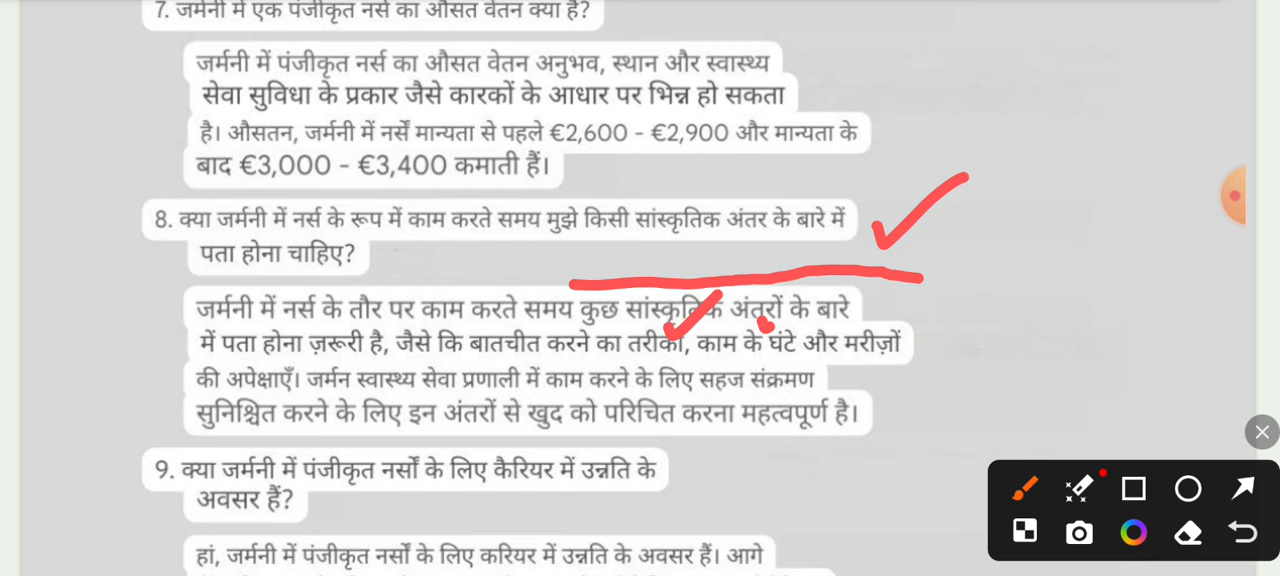 7. जर्मनी में एक पंजीकृत नर्स का औसत वेतन क्या है?
जर्मनी में पंजीकृत नर्स का औसत वेतन अनुभव, स्थान और स्वास्थ्य
सेवा सुविधा के प्रकार जैसे कारकों के आधार पर भिन्न हो सकता
है। औसतन, जर्मनी में नर्सें मान्यता से पहले €2,600 - €2,900 और मान्यता के
बाद €3,000 - €3,400 कमाती हैं।
8. क्या जर्मनी में नर्स के रूप में काम करते समय मुझे किसी सांस्कृतिक अंतर के बारे में
पता होना चाहिए?
जर्मनी में नर्स के तौर पर काम करते समय कुछ सांस्कृतिक अंतरों के बारे
में पता होना ज़रूरी है, जैसे कि बातचीत करने का तरीका, काम के घंटे और मरीज़ों
की अपेक्षाएँ। जर्मन स्वास्थ्य सेवा प्रणाली में काम करने के लिए सहज संक्रमण
सुनिश्चित करने के लिए इन अंतरों से खुद को परिचित करना महत्वपूर्ण है।
9. क्या जर्मनी में पंजीकृत नर्सों के लिए कैरियर में उन्नति के
अवसर हैं?
हां, जर्मनी में पंजीकृत नर्सों के लिए करियर में उन्नति के अवसर हैं। आगे